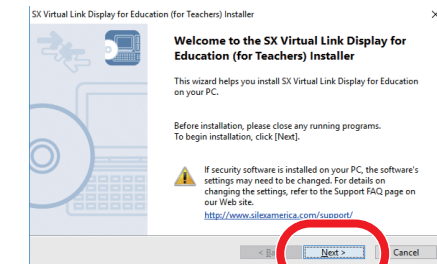 SX Virtual Link Display for Education (for Teachers) Installer
Welcome to the SX Virtual Link Display for
Education (for Teachers) Installer
This wizard helps you install SX Virtual Link Display for Education
on your PC.
Before installation, please close any running programs.
To begin installation, click [Next].
If security software is installed on your PC, the software's
settings may need to be changed. For details on
changing the settings, refer to the Support FAQ page on
our Web site.
http://www.silexamerica.com/support/
Next > Cancel